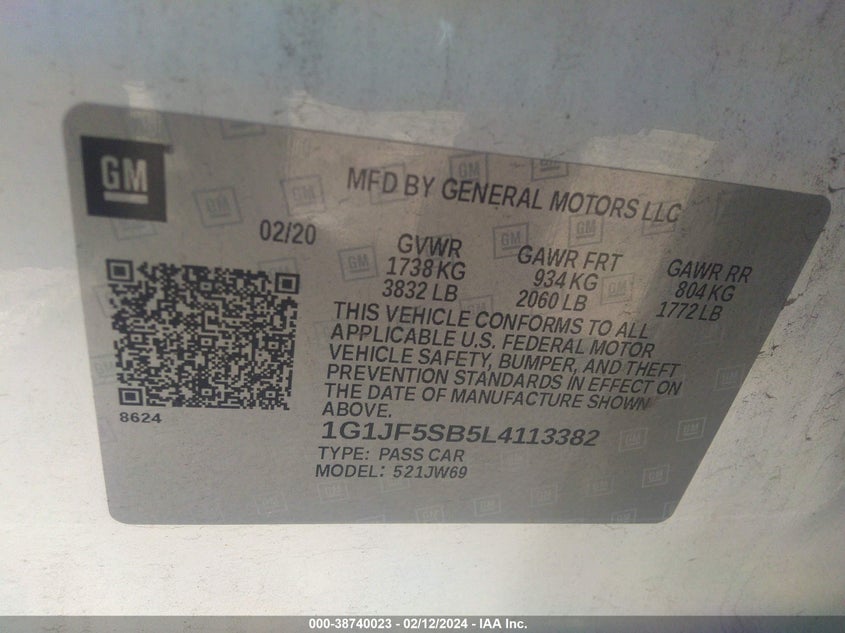 GM
MFD BY GENERAL MOTORS LLC
02/20
GVWR
1738 KG
3832 LB
GAWR FRT
934 KG
2060 LB
GAWR RR
804 KG
1772 LB
THIS VEHICLE CONFORMS TO ALL
APPLICABLE U.S. FEDERAL MOTOR
VEHICLE SAFETY, BUMPER, AND THEFT
PREVENTION STANDARDS IN EFFECT ON
THE DATE OF MANUFACTURE SHOWN
ABOVE.
8624
1G1JF5SB5L4113382
TYPE: PASS CAR
MODEL: 521JW69
000-38740023 - 02/12/2024 - IAA Inc.